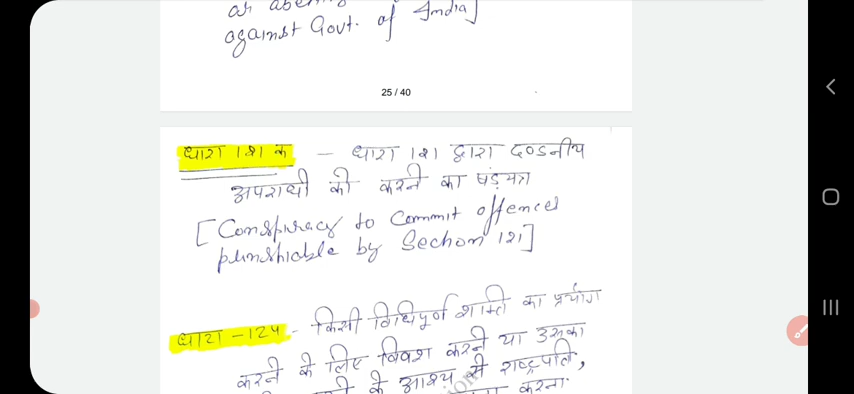 against Govt. of India]
25 / 40
धारा 121 क - धारा 121 द्वारा दण्डनीय
अपराधों को करने का षड्यंत्र
[Conspiracy to commit offences
punishable by Section 121]
धारा-124 - किसी विधिपूर्ण शक्ति का प्रयोग
करने के लिए विवश करने या उसका
के आशय से राष्ट्रपति,
करना